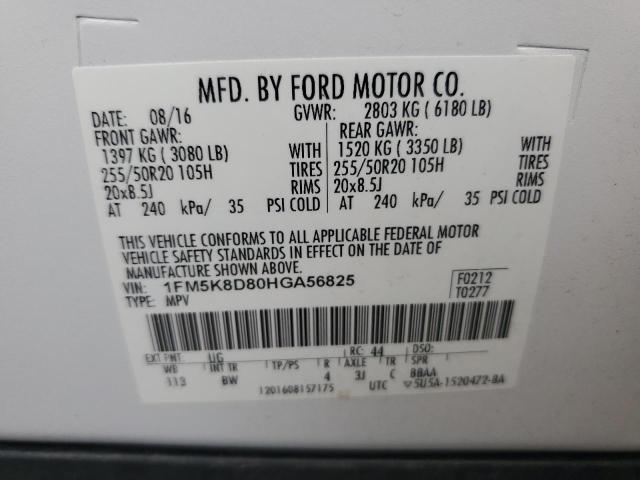 MFD. BY FORD MOTOR CO.
DATE: 08/16 GVWR: 2803 KG ( 6180 LB)
FRONT GAWR: REAR GAWR:
1397 KG ( 3080 LB) WITH 1520 KG ( 3350 LB) WITH
255/50R20 105H TIRES 255/50R20 105H TIRES
20x8.5J RIMS 20x8.5J RIMS
AT 240 kPa/ 35 PSI COLD AT 240 kPa/ 35 PSI COLD
THIS VEHICLE CONFORMS TO ALL APPLICABLE FEDERAL MOTOR
VEHICLE SAFETY STANDARDS IN EFFECT ON THE DATE OF
MANUFACTURE SHOWN ABOVE.
VIN: 1FM5K8D80HGA56825 F0212
TYPE: MPV T0277
EXT PNT: UG RC: 44 DSO:
WB INT TR TP/PS R AXLE TR SPR
113 BW 4 3J C BBAA
1201608157175 UTC ▽5U5A-1520472-BA